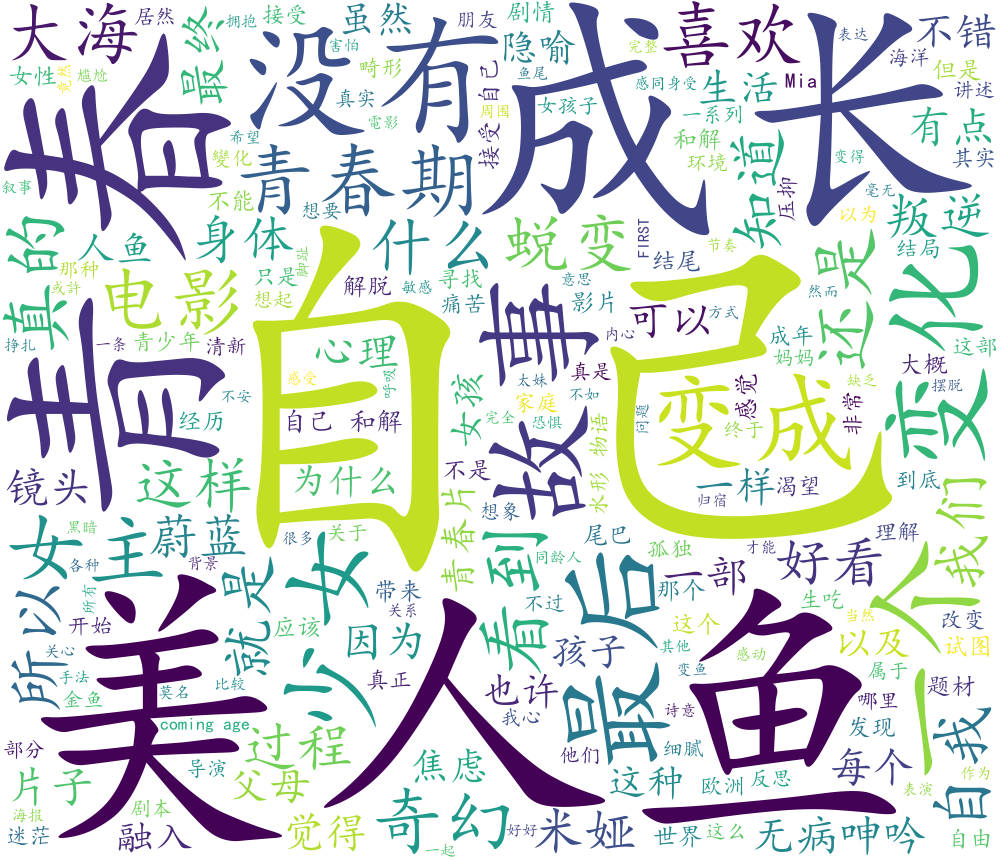 大海
居然
拥抱
接受
虽然
朋友
剧情
喜欢
表达
不错
没有
害怕
隐喻
完整
海洋
女性
最终
畸形
鱼尾
感同身受
生活
Mia
但是
讲述
尴尬
真实
周围
女孩子
一系列
成长
青春
電影
接受 自己
和解
有点
希望
變化
环境
知道
变得
其实
叙事
不能
青春期
压抑
毫无
想要
身体
什么
蜕变
FIRST
以为
叛逆
真的
人鱼
节奏
结局
那种
只是
寻找
结尾
还是
或許
电影
想起
解脱
敏感
痛苦
意思
影片
然而
变化
挣扎
一条
清新
自己
故事
可以
方式
成年
这部
青少年
心理
内心
妈妈
大概
感受
呼吸
女孩
太妹
真是
变成
感觉
非常
缺乏
摆脱
不安
不如
家庭
经历
自己 和解
完全
恐惧
问题
终于
镜头
这样
为什么
不是
水形 物语
一样
渴望
到底
想象
归宿
女主
蔚蓝
很多
关于
青春片
尾巴
孤独
黑暗
同龄人
才能
理解
我们
各种
背景
少女
看到
最后
一部
好看
所以
就是
带来
那个
一个
所有
不过
生吃
开始
应该
因为
关系
孩子
这个
当然
以及
改变
试图
关心
手法
其他
美人鱼
金鱼
莫名
比较
真正
也许
变鱼
感动
属于
题材
我心
哪里
coming age
诗意
部分
过程
他们
细腻
发现
自我
导演
片子
父母
焦虑
这种
欧洲
反思
每个
作为
表演
海报
剧本
奇幻
迷茫
融入
觉得
好好
米娅
世界
这么
无病呻吟
自由
一起